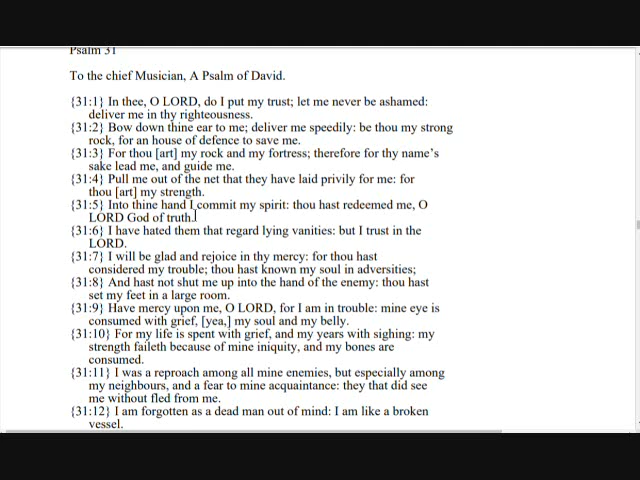 Psalm 31
To the chief Musician, A Psalm of David.
{31:1} In thee, O LORD, do I put my trust; let me never be ashamed:
deliver me in thy righteousness.
{31:2} Bow down thine ear to me; deliver me speedily: be thou my strong
rock, for an house of defence to save me.
{31:3} For thou [art] my rock and my fortress; therefore for thy name’s
sake lead me, and guide me.
{31:4} Pull me out of the net that they have laid privily for me: for
thou [art] my strength.
{31:5} Into thine hand I commit my spirit: thou hast redeemed me, O
LORD God of truth.
{31:6} I have hated them that regard lying vanities: but I trust in the
LORD.
{31:7} I will be glad and rejoice in thy mercy: for thou hast
considered my trouble; thou hast known my soul in adversities;
{31:8} And hast not shut me up into the hand of the enemy: thou hast
set my feet in a large room.
{31:9} Have mercy upon me, O LORD, for I am in trouble: mine eye is
consumed with grief, [yea,] my soul and my belly.
{31:10} For my life is spent with grief, and my years with sighing: my
strength faileth because of mine iniquity, and my bones are
consumed.
{31:11} I was a reproach among all mine enemies, but especially among
my neighbours, and a fear to mine acquaintance: they that did see
me without fled from me.
{31:12} I am forgotten as a dead man out of mind: I am like a broken
vessel.